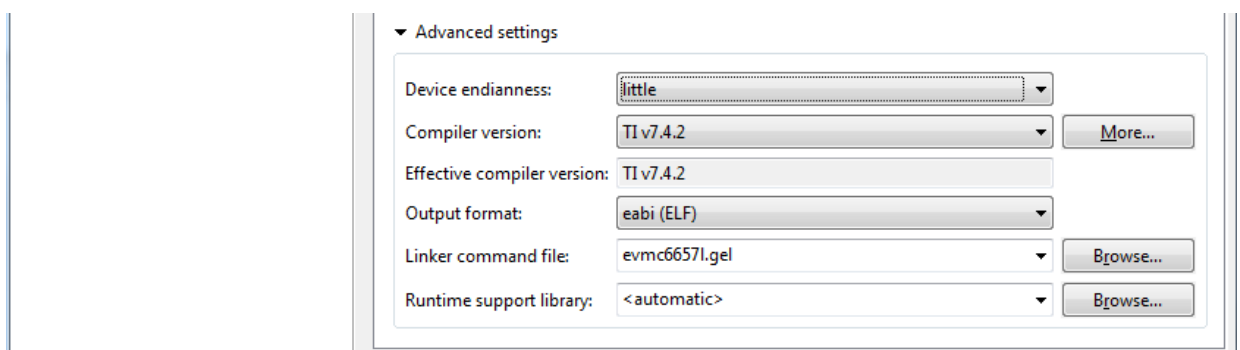 Advanced settings
Device endianness: little
Compiler version: TI v7.4.2 More...
Effective compiler version: TI v7.4.2
Output format: eabi (ELF)
Linker command file: evmc6657l.gel Browse...
Runtime support library: <automatic> Browse...